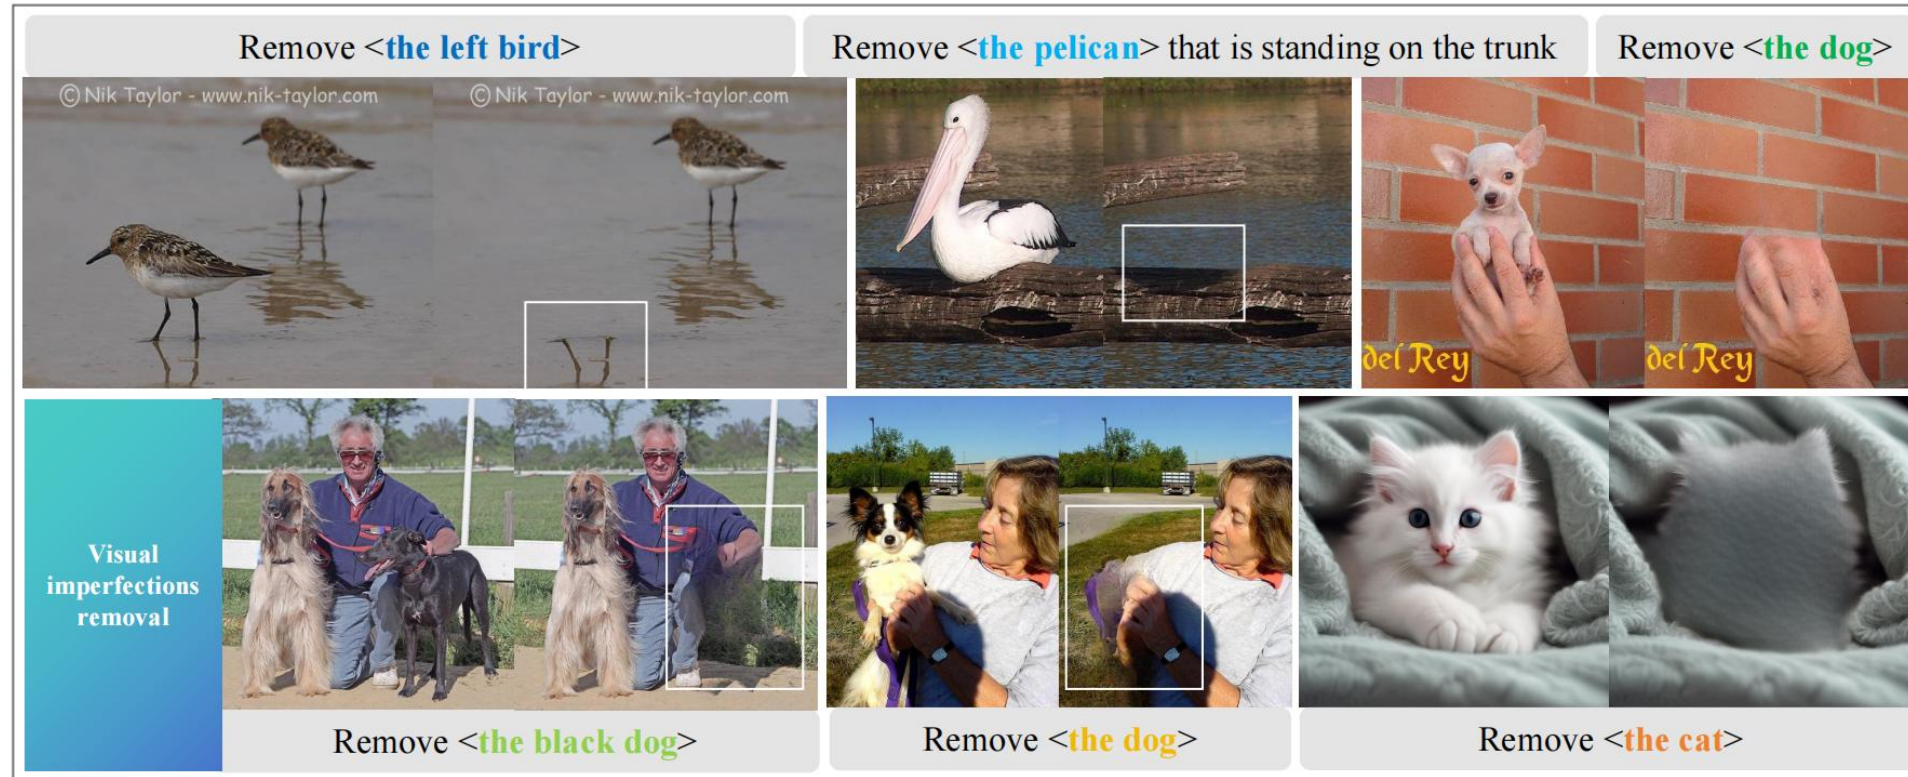 Remove <the left bird>
Remove <the pelican> that is standing on the trunk
Remove <the dog>
© Nik Taylor - www.nik-taylor.com
© Nik Taylor - www.nik-taylor.com
del Rey
del Rey
Visual
imperfections
removal
Remove <the black dog>
Remove <the dog>
Remove <the cat>